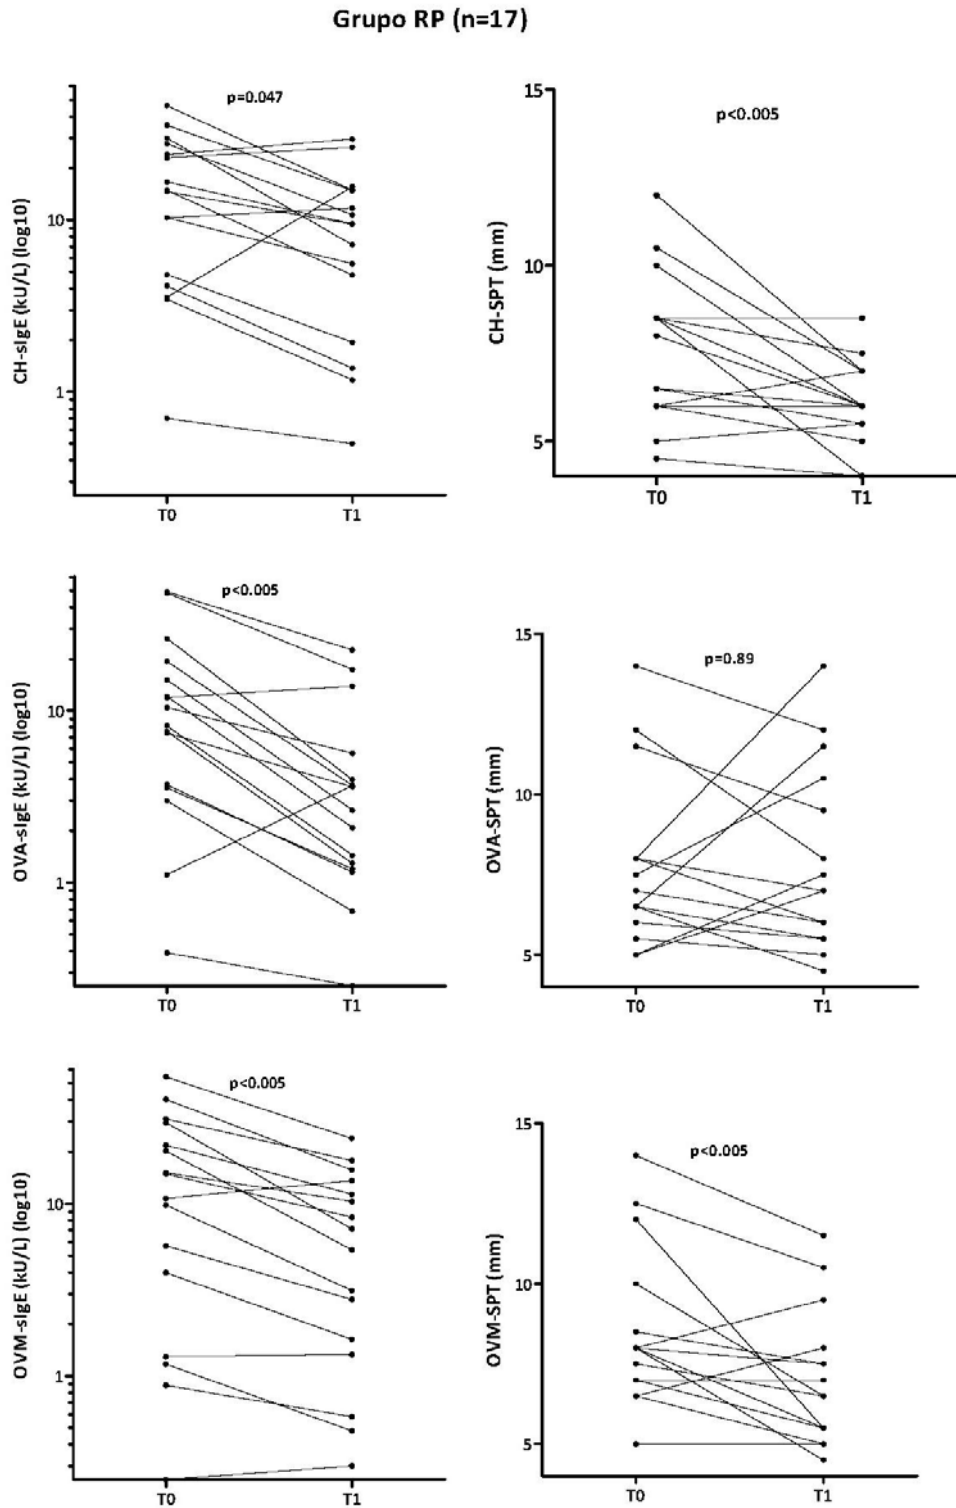 Grupo RP (n=17)
CH-sIgE (kU/L) (log10)
p=0.047
10
1
T0
T1
CH-SPT (mm)
p<0.005
15
10
5
T0
T1
OVA-sIgE (kU/L) (log10)
p<0.005
10
1
T0
T1
OVA-SPT (mm)
p=0.89
15
10
5
T0
T1
OVM-sIgE (kU/L) (log10)
p<0.005
10
1
T0
T1
OVM-SPT (mm)
p<0.005
15
10
5
T0
T1